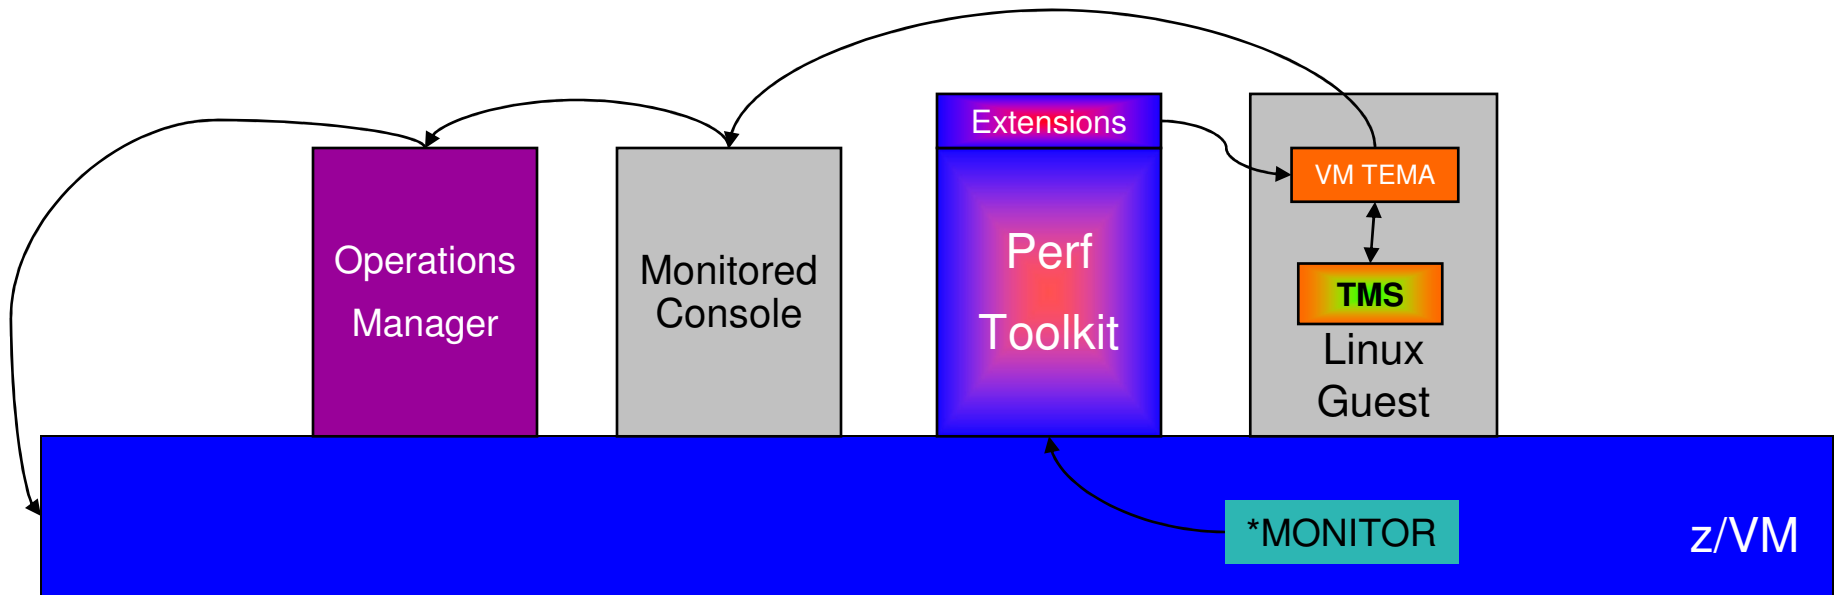 Operations
Manager
Monitored
Console
Extensions
Perf
Toolkit
VM TEMA
TMS
Linux
Guest
*MONITOR
z/VM